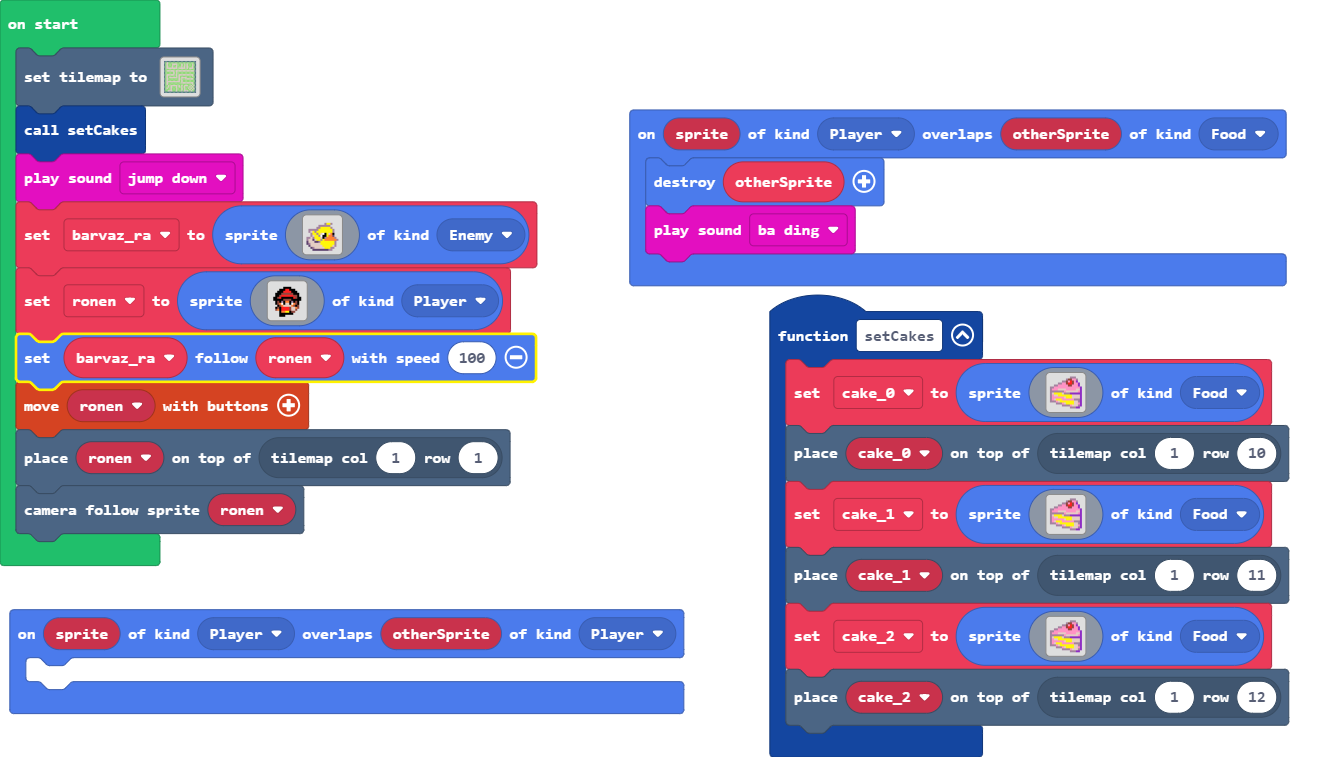 on start
set tilemap to
call setCakes
play sound jump down
set barvaz_ra to sprite of kind Enemy
set ronen to sprite of kind Player
set barvaz_ra follow ronen with speed 100
move ronen with buttons
place ronen on top of tilemap col 1 row 1
camera follow sprite ronen
on sprite of kind Player overlaps otherSprite of kind Player
on sprite of kind Player overlaps otherSprite of kind Food
destroy otherSprite
play sound ba ding
function setCakes
set cake_0 to sprite of kind Food
place cake_0 on top of tilemap col 1 row 10
set cake_1 to sprite of kind Food
place cake_1 on top of tilemap col 1 row 11
set cake_2 to sprite of kind Food
place cake_2 on top of tilemap col 1 row 12